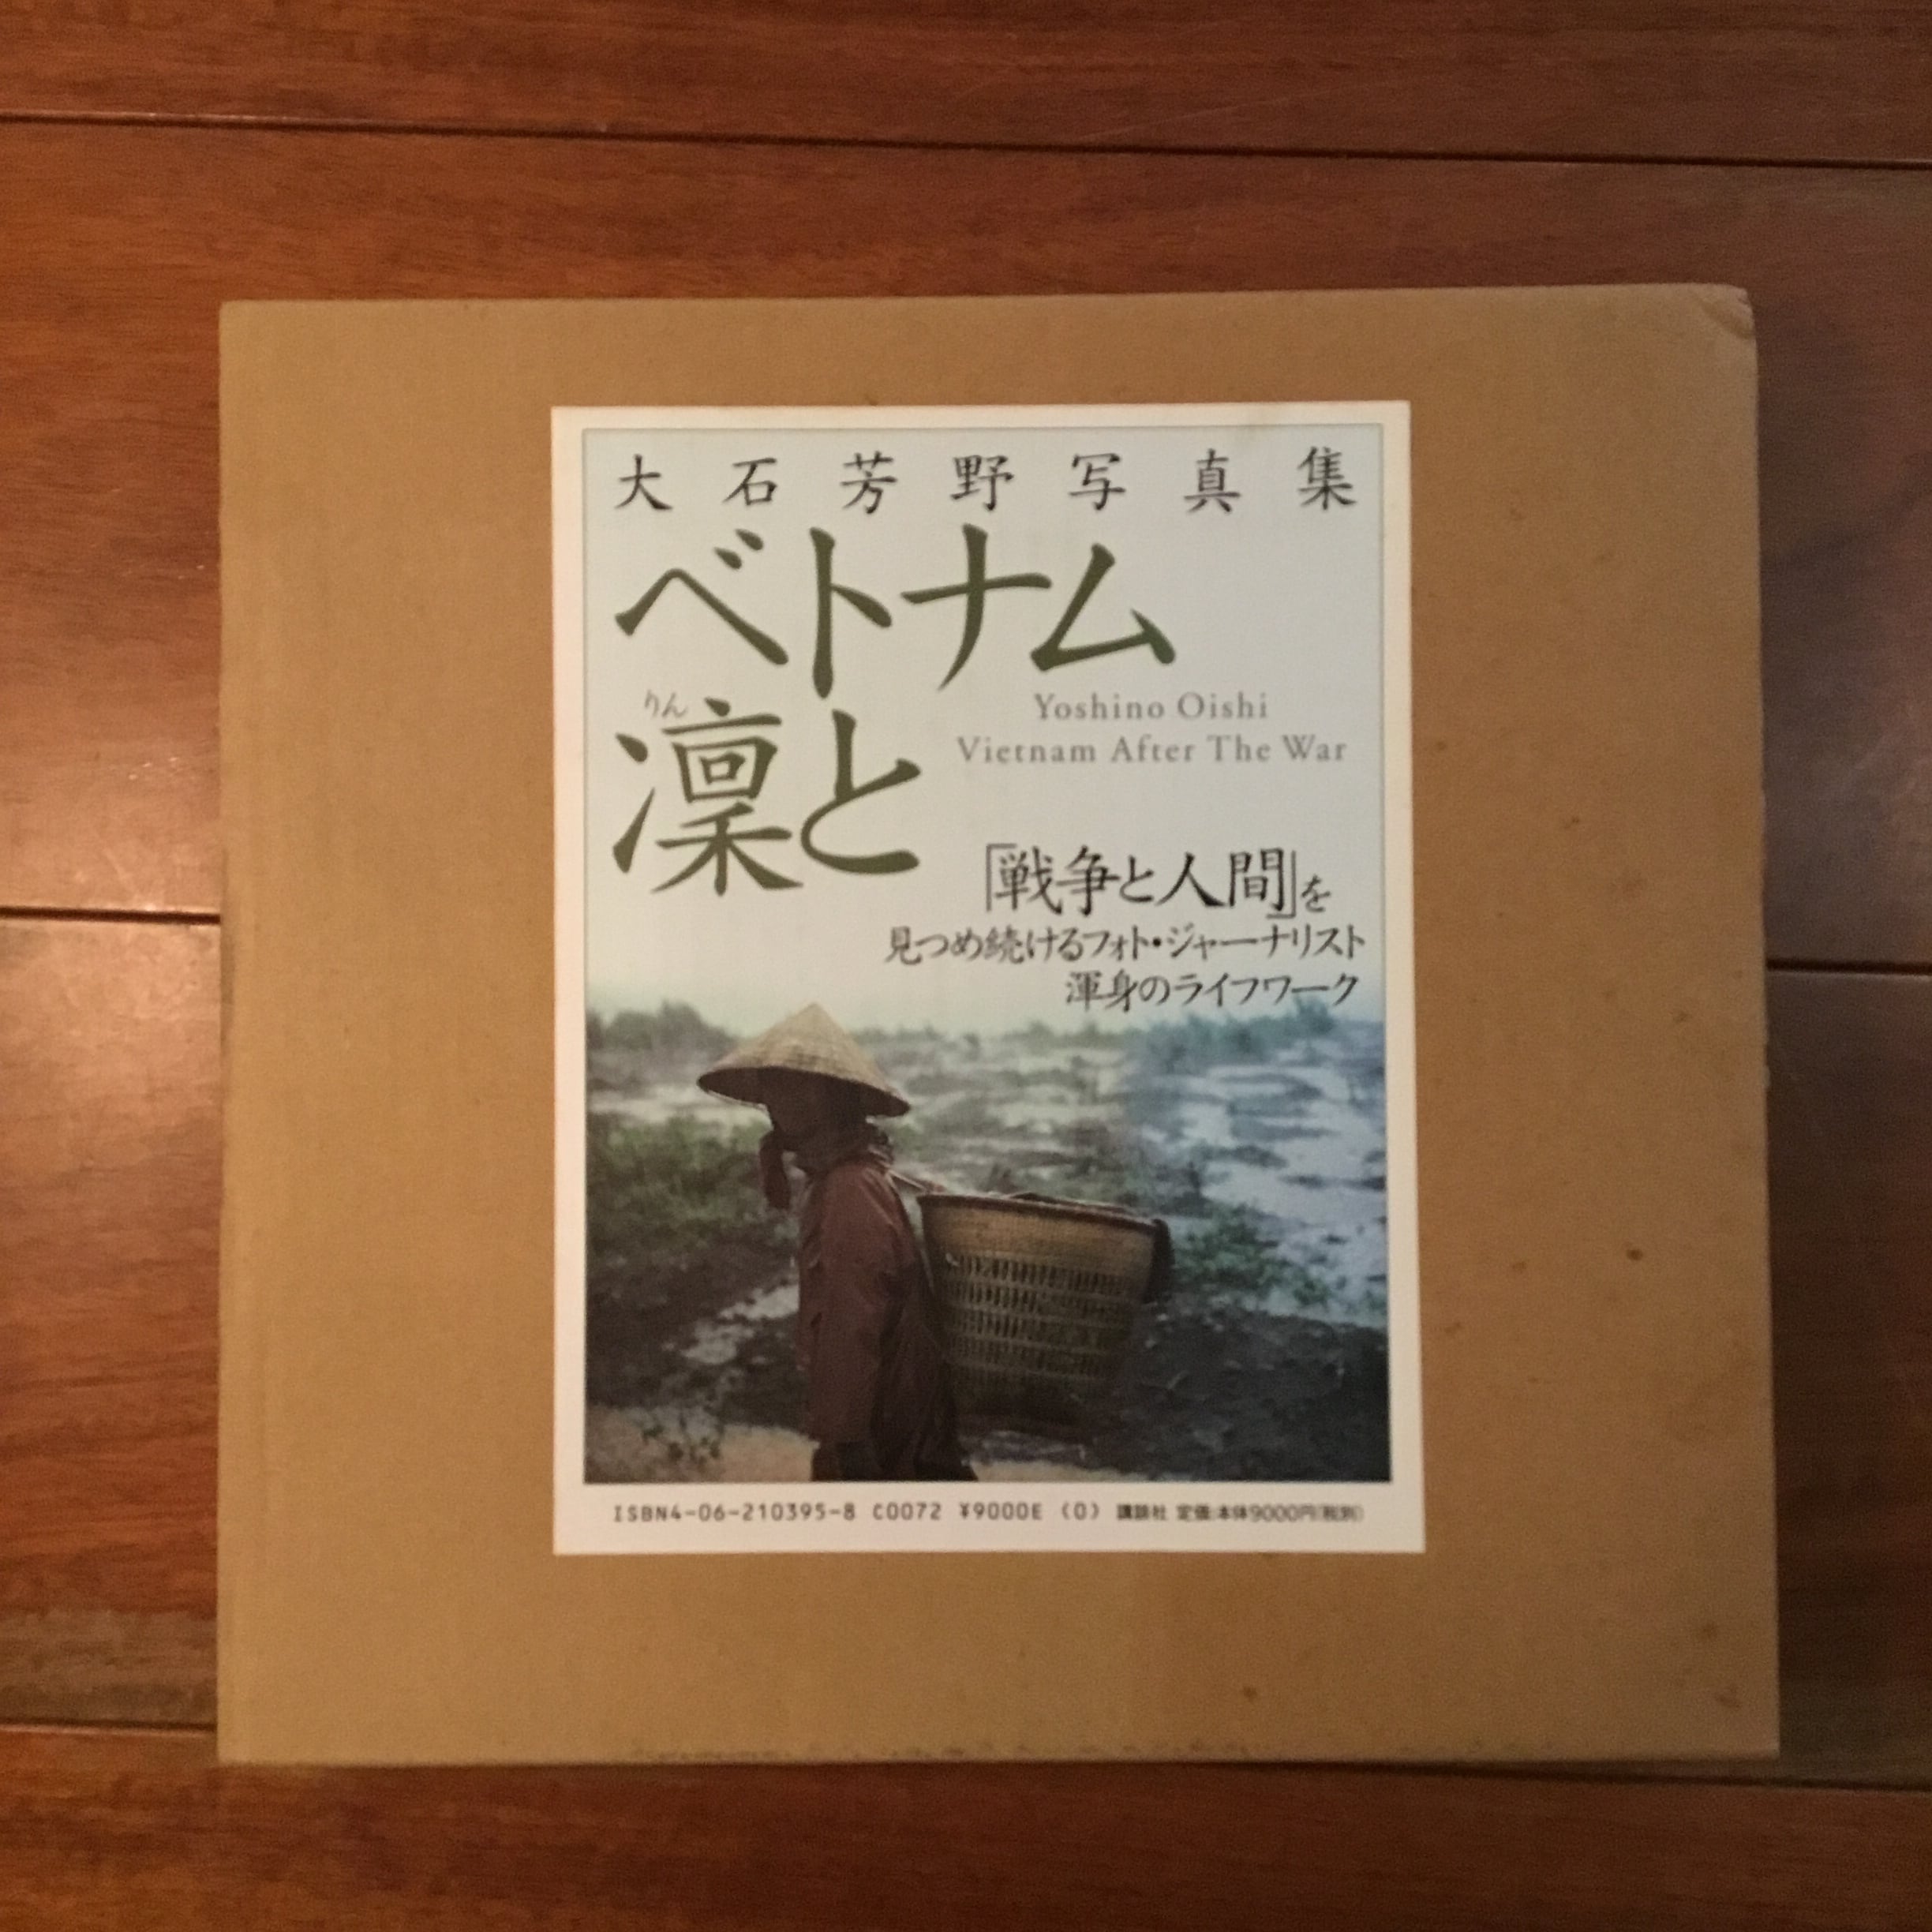 大石芳野写真集
ベトナム
りん
凛と
Yoshino Oishi
Vietnam After The War
「戦争と人間」を
見つめ続けるフォト・ジャーナリスト
渾身のライフワーク
ISBN4-06-210395-8 C0072 ¥9000E (0) 講談社 定価:本体9000円(税別)